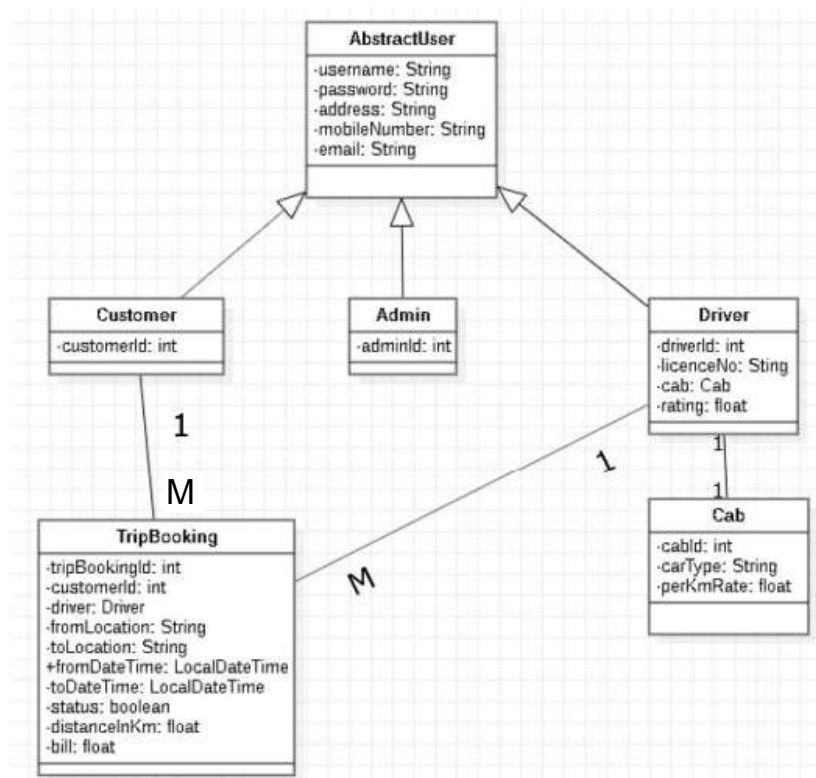 AbstractUser
-username: String
-password: String
-address: String
-mobileNumber: String
-email: String
Customer
-customerId: int
Admin
-adminId: int
Driver
-driverId: int
-licenceNo: Sting
-cab: Cab
-rating: float
1
M
1
M
1
1
TripBooking
-tripBookingId: int
-customerId: int
-driver: Driver
-fromLocation: String
-toLocation: String
+fromDateTime: LocalDateTime
-toDateTime: LocalDateTime
-status: boolean
-distanceInKm: float
-bill: float
Cab
-cabId: int
-carType: String
-perKmRate: float